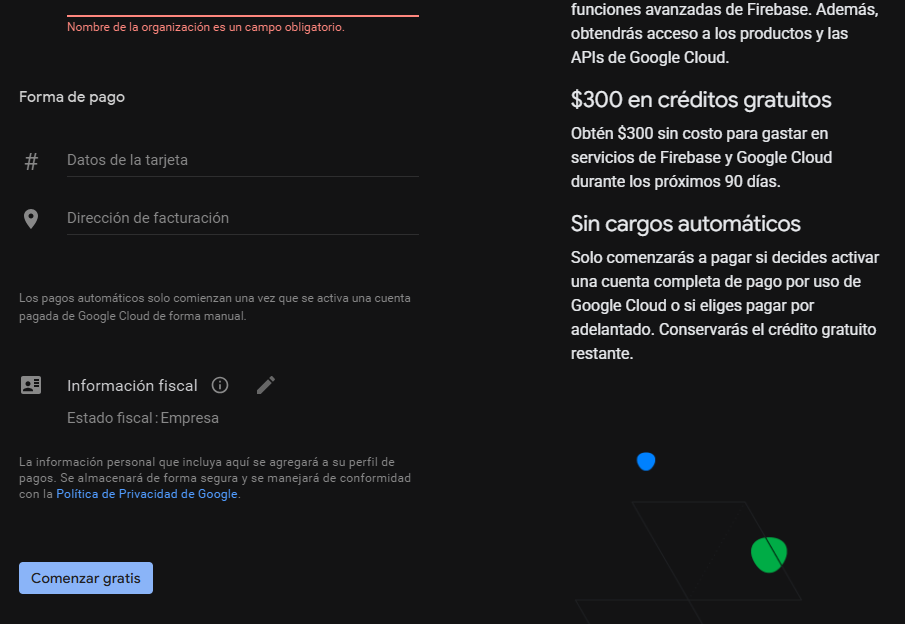 Nombre de la organización es un campo obligatorio.
Forma de pago
# Datos de la tarjeta
Dirección de facturación
Los pagos automáticos solo comienzan una vez que se activa una cuenta
pagada de Google Cloud de forma manual.
Información fiscal
Estado fiscal: Empresa
La información personal que incluya aquí se agregará a su perfil de
pagos. Se almacenará de forma segura y se manejará de conformidad
con la Política de Privacidad de Google.
Comenzar gratis
funciones avanzadas de Firebase. Además,
obtendrás acceso a los productos y las
APIs de Google Cloud.
$300 en créditos gratuitos
Obtén $300 sin costo para gastar en
servicios de Firebase y Google Cloud
durante los próximos 90 días.
Sin cargos automáticos
Solo comenzarás a pagar si decides activar
una cuenta completa de pago por uso de
Google Cloud o si eliges pagar por
adelantado. Conservarás el crédito gratuito
restante.